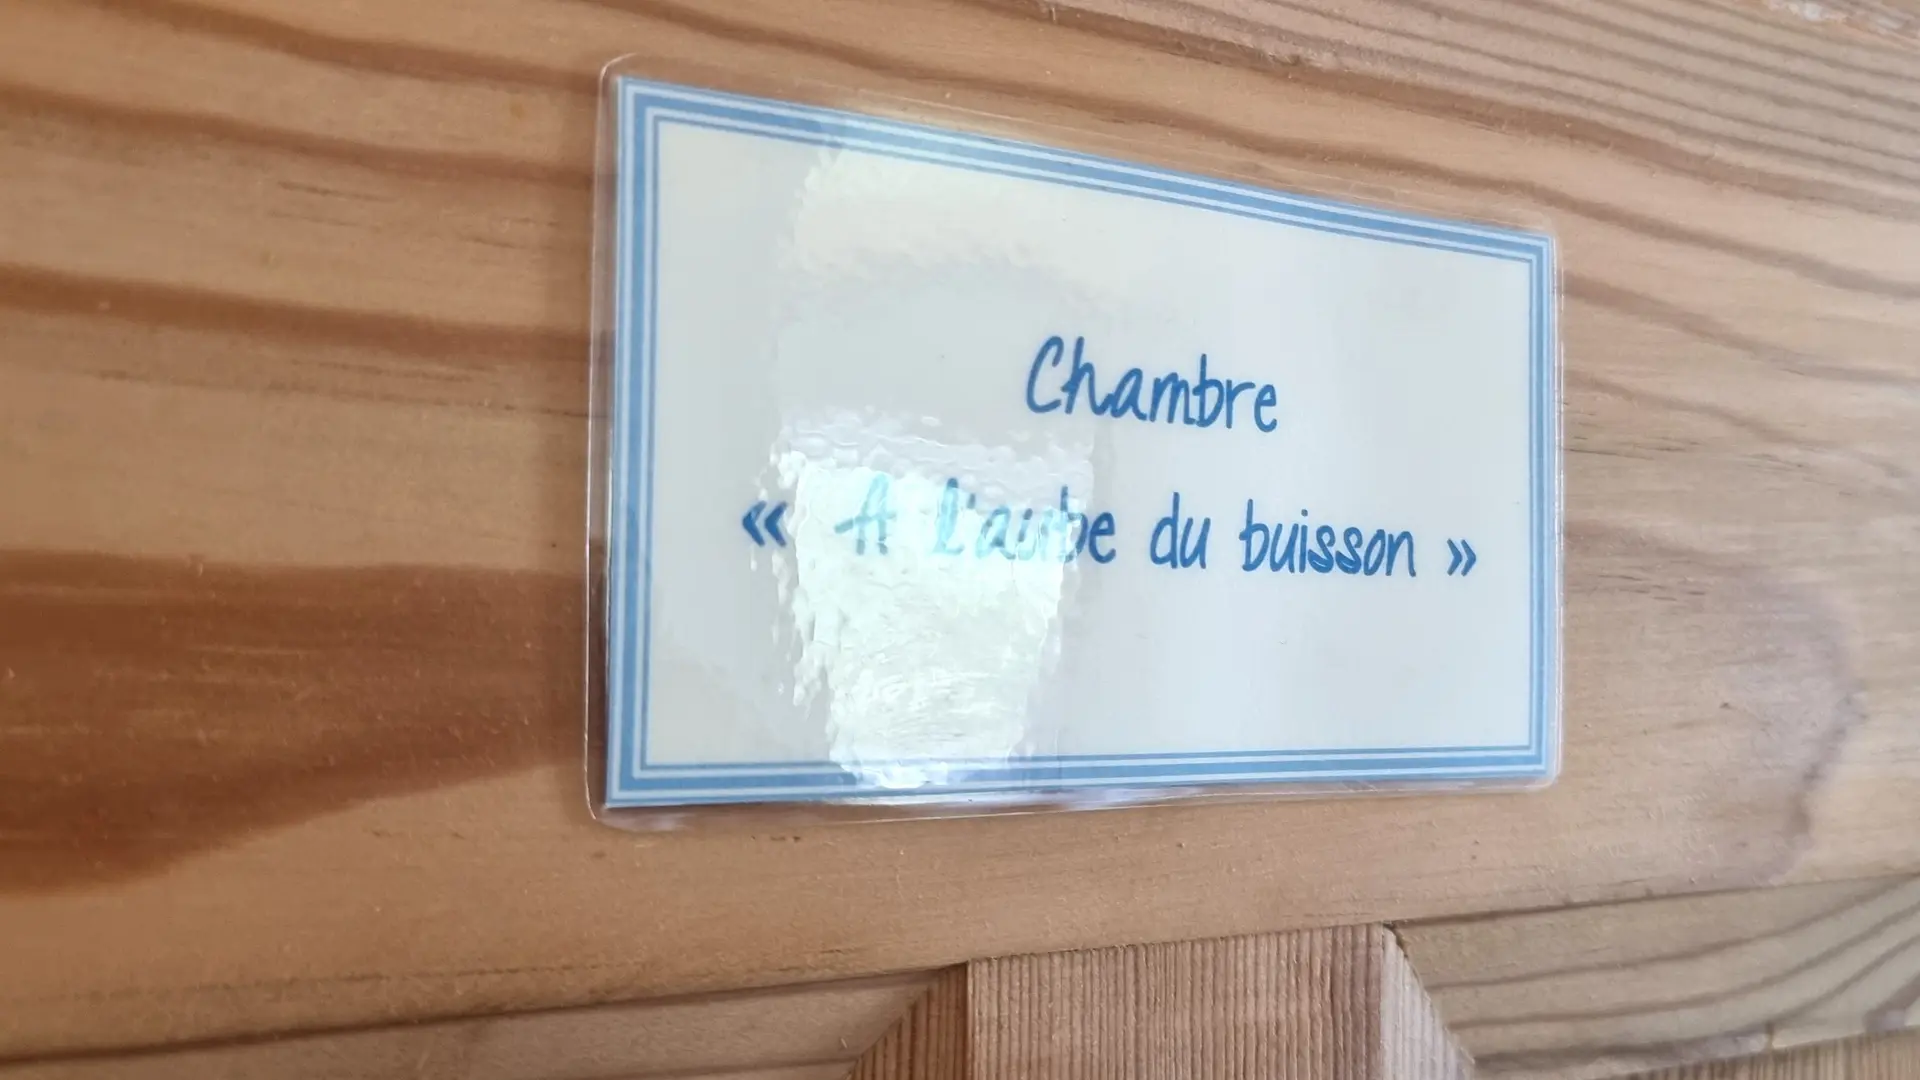 Chambre
« A l'aube du buisson »